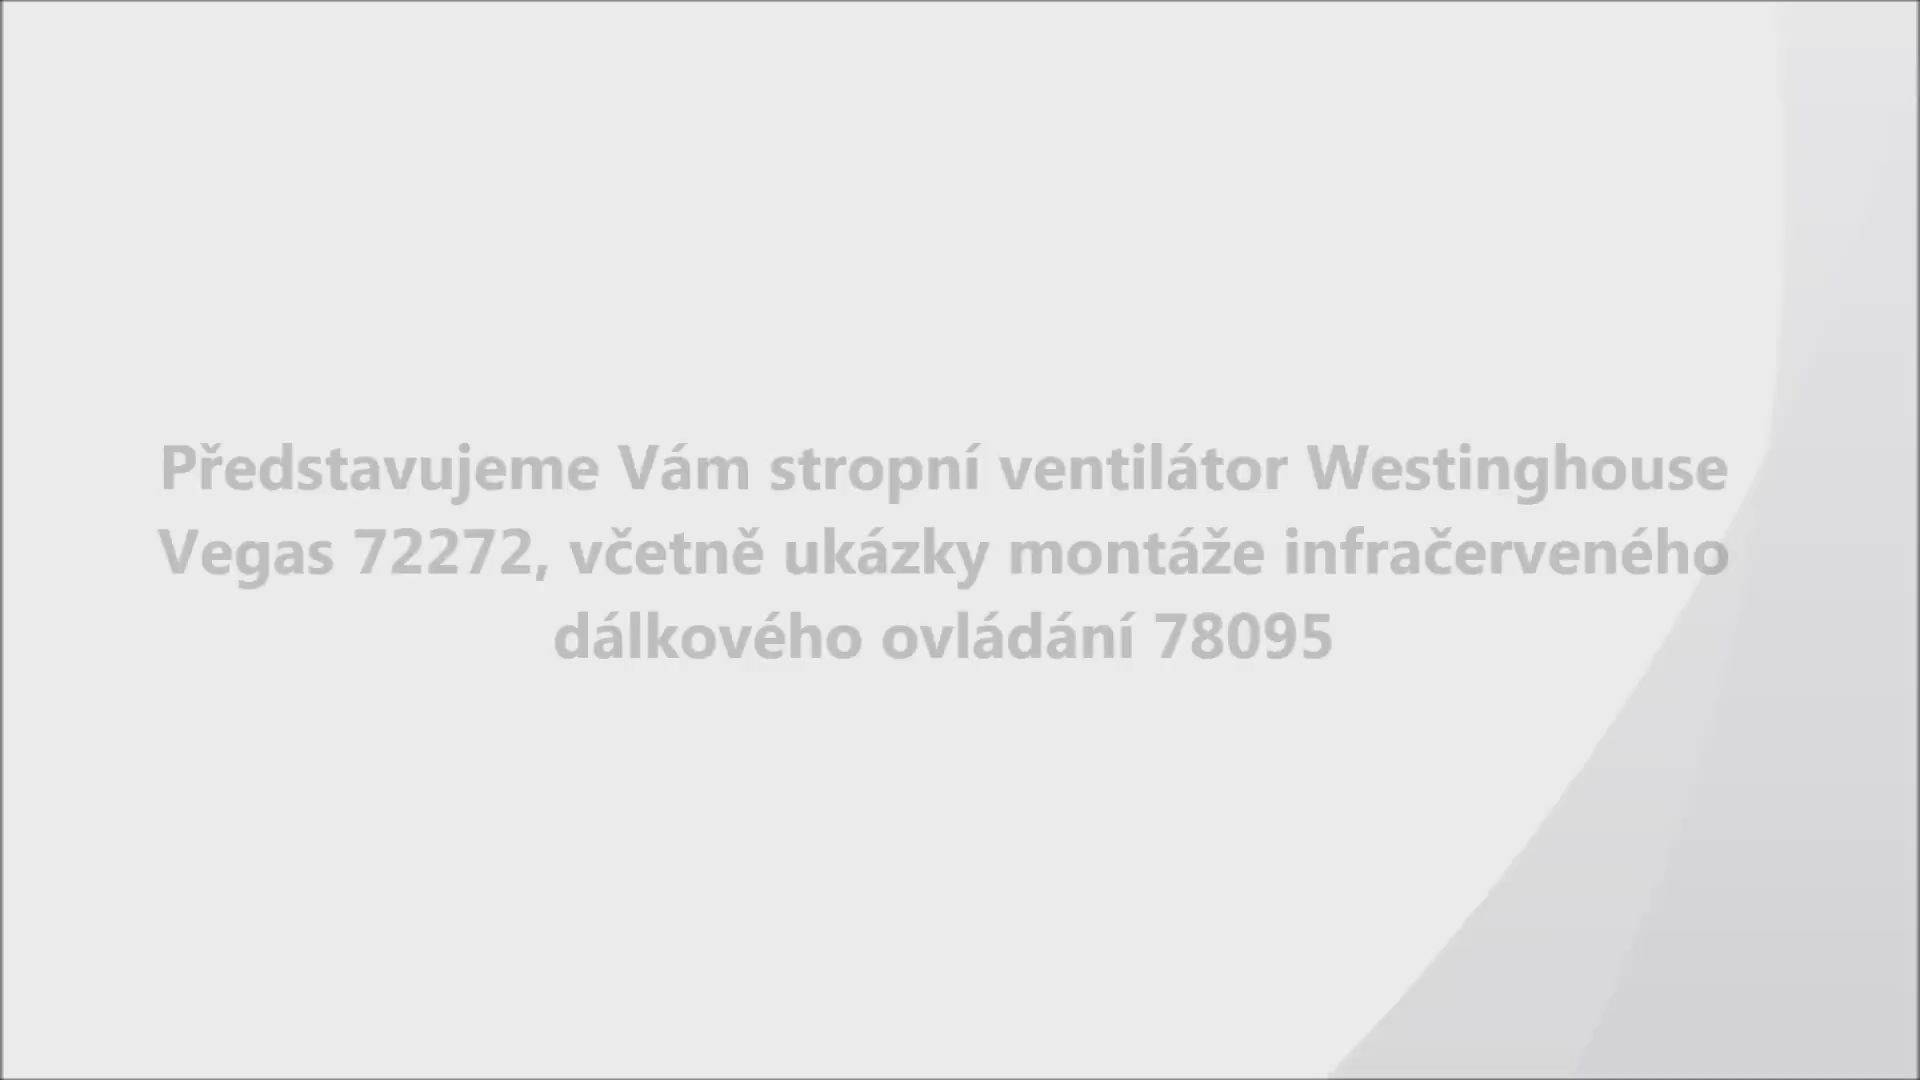 Představujeme Vám stropní ventilátor Westinghouse
Vegas 72272, včetně ukázky montáže infračerveného
dálkového ovládání 78095